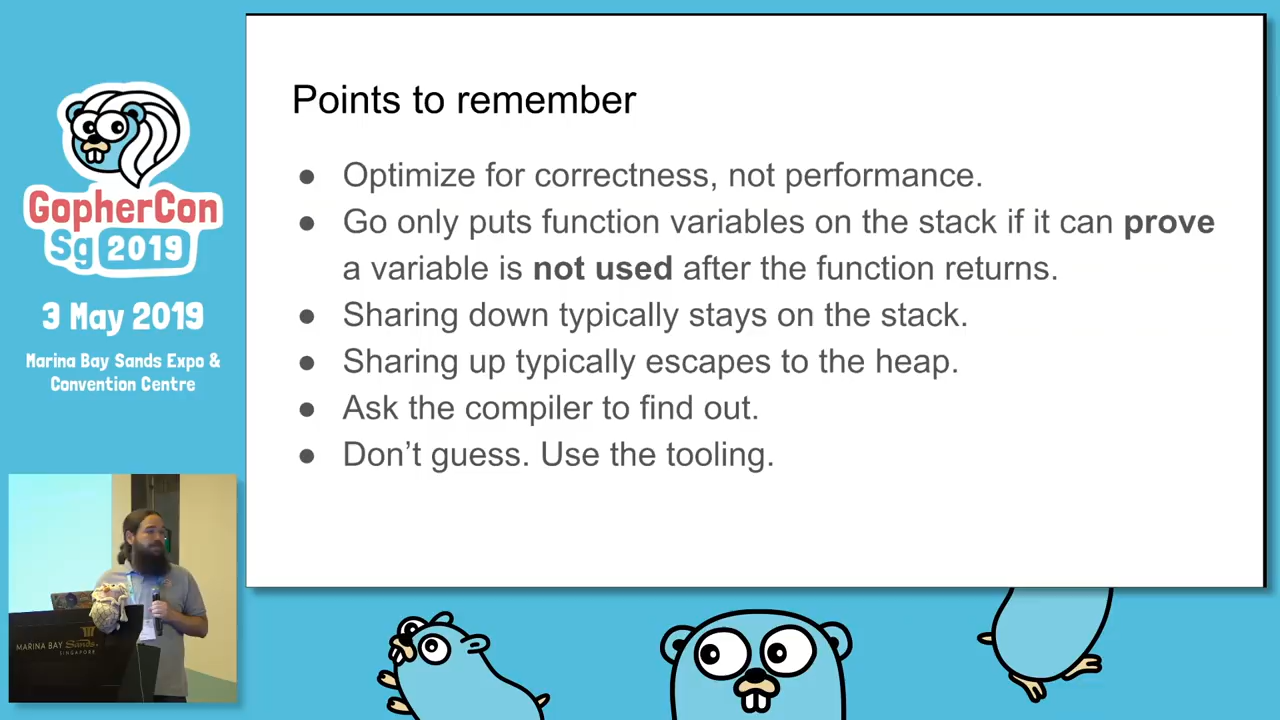 GopherCon
Sg 2019
3 May 2019
Marina Bay Sands Expo &
Convention Centre
Points to remember
● Optimize for correctness, not performance.
● Go only puts function variables on the stack if it can prove
a variable is not used after the function returns.
● Sharing down typically stays on the stack.
● Sharing up typically escapes to the heap.
● Ask the compiler to find out.
● Don’t guess. Use the tooling.
MARINA BAY Sands
SINGAPORE